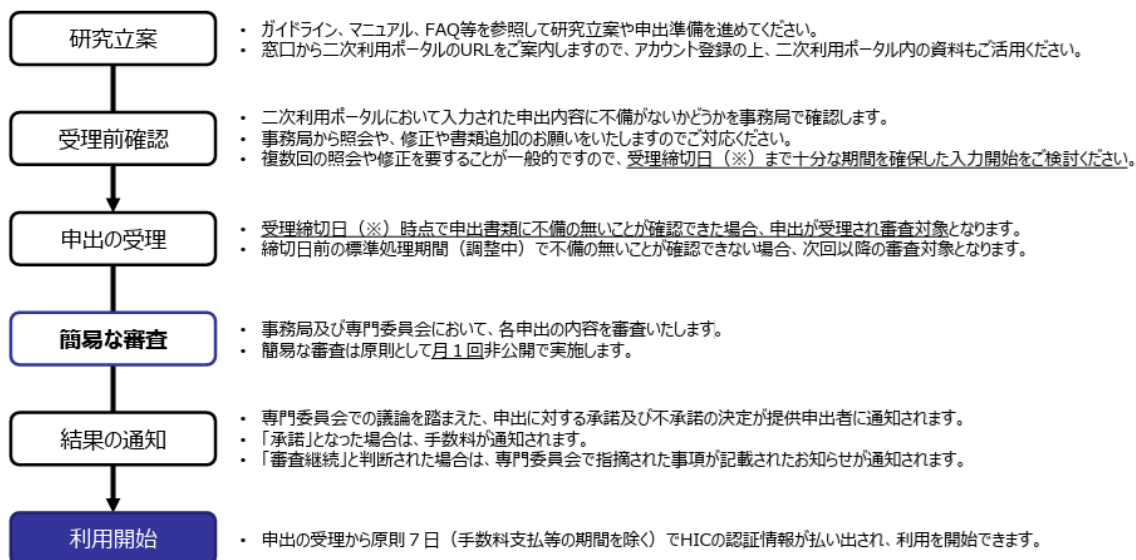 研究立案
・ ガイドライン、マニュアル、FAQ等を参照して研究立案や申出準備を進めてください。
・ 窓口から二次利用ポータルのURLをご案内しますので、アカウント登録の上、二次利用ポータル内の資料もご活用ください。
受理前確認
・ 二次利用ポータルにおいて入力された申出内容に不備がないかどうかを事務局で確認します。
・ 事務局から照会や、修正や書類追加のお願いをいたしますのでご対応ください。
・ 複数回の照会や修正を要することが一般的ですので、受理締切日（※）まで十分な期間を確保した入力開始をご検討ください。
申出の受理
・ 受理締切日（※）時点で申出書類に不備の無いことが確認できた場合、申出が受理され審査対象となります。
・ 締切日前の標準処理期間（調整中）で不備の無いことが確認できない場合、次回以降の審査対象となります。
簡易な審査
・ 事務局及び専門委員会において、各申出の内容を審査いたします。
・ 簡易な審査は原則として月１回非公開で実施します。
結果の通知
・ 専門委員会での議論を踏まえた、申出に対する承諾及び不承諾の決定が提供申出者に通知されます。
・ 「承諾」となった場合は、手数料が通知されます。
・ 「審査継続」と判断された場合は、専門委員会で指摘された事項が記載されたお知らせが通知されます。
利用開始
・ 申出の受理から原則７日（手数料支払等の期間を除く）でHICの認証情報が払い出され、利用を開始できます。